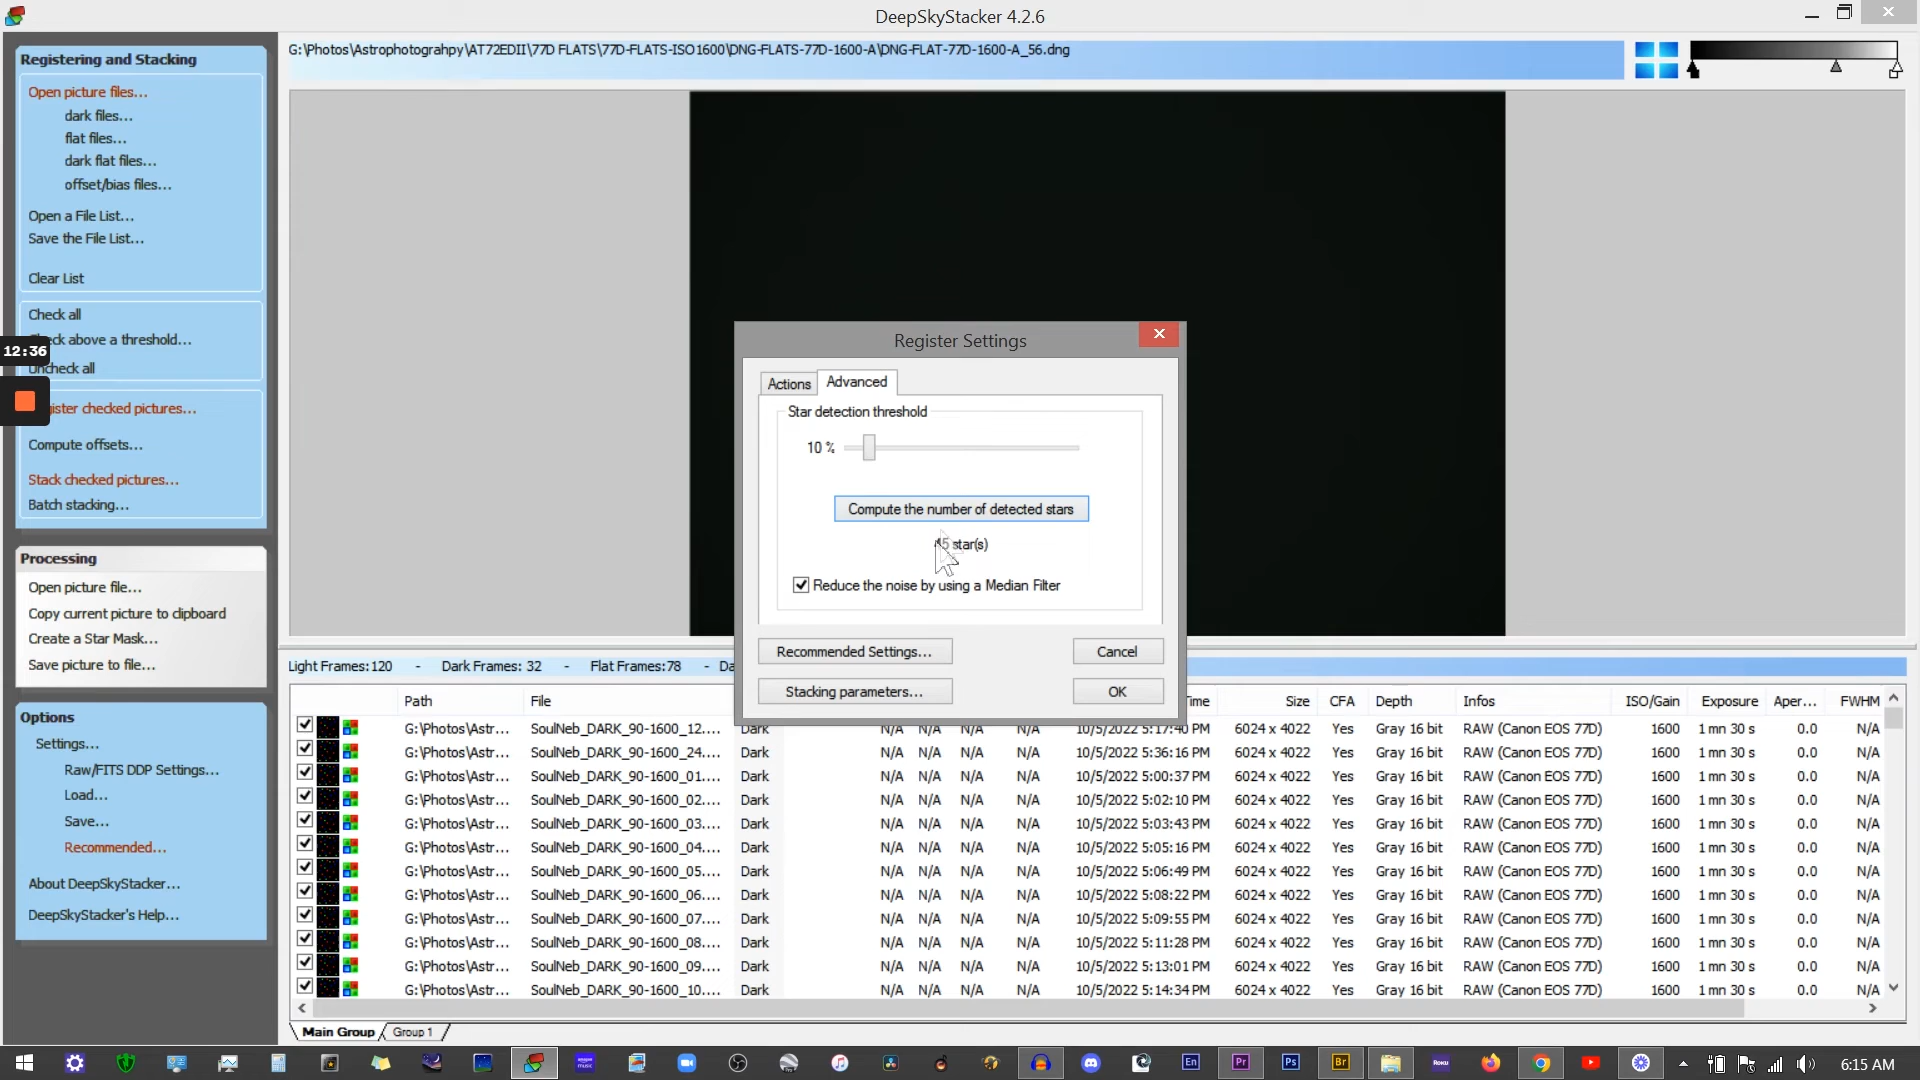 DeepSkyStacker 4.2.6
Registering and Stacking
Open picture files...
dark files...
flat files...
dark flat files...
offset/bias files...
Open a File List...
Save the File List...
Clear List
Check all
ck above a threshold...
Uncheck all
ister checked pictures...
Compute offsets...
Stack checked pictures...
Batch stacking...
12:36
Processing
Open picture file...
Copy current picture to clipboard
Create a Star Mask...
Save picture to file...
Options
Settings...
Raw/FITS DDP Settings...
Load...
Save...
Recommended...
About DeepSkyStacker...
DeepSkyStacker's Help...
G:\Photos\Astrophotograhpy\AT72EDII\77D FLATS\77D-FLATS-ISO1600\DNG-FLATS-77D-1600-A\DNG-FLAT-77D-1600-A_56.dng
Register Settings
Actions Advanced
Star detection threshold
10 %
Compute the number of detected stars
star(s)
Reduce the noise by using a Median Filter
Recommended Settings... Cancel
Stacking parameters... OK
Light Frames:120 - Dark Frames: 32 - Flat Frames:78 - Da
Path File Time Size CFA Depth Infos ISO/Gain Exposure Aper... FWHM
G:\Photos\Astr... SoulNeb_DARK_90-1600_12.... Dark N/A N/A N/A N/A 10/5/2022 5:17:40 PM 6024 x 4022 Yes Gray 16 bit RAW (Canon EOS 77D) 1600 1 mn 30 s 0.0 N/A
G:\Photos\Astr... SoulNeb_DARK_90-1600_24.... Dark N/A N/A N/A N/A 10/5/2022 5:36:16 PM 6024 x 4022 Yes Gray 16 bit RAW (Canon EOS 77D) 1600 1 mn 30 s 0.0 N/A
G:\Photos\Astr... SoulNeb_DARK_90-1600_01.... Dark N/A N/A N/A N/A 10/5/2022 5:00:37 PM 6024 x 4022 Yes Gray 16 bit RAW (Canon EOS 77D) 1600 1 mn 30 s 0.0 N/A
G:\Photos\Astr... SoulNeb_DARK_90-1600_02.... Dark N/A N/A N/A N/A 10/5/2022 5:02:10 PM 6024 x 4022 Yes Gray 16 bit RAW (Canon EOS 77D) 1600 1 mn 30 s 0.0 N/A
G:\Photos\Astr... SoulNeb_DARK_90-1600_03.... Dark N/A N/A N/A N/A 10/5/2022 5:03:43 PM 6024 x 4022 Yes Gray 16 bit RAW (Canon EOS 77D) 1600 1 mn 30 s 0.0 N/A
G:\Photos\Astr... SoulNeb_DARK_90-1600_04.... Dark N/A N/A N/A N/A 10/5/2022 5:05:16 PM 6024 x 4022 Yes Gray 16 bit RAW (Canon EOS 77D) 1600 1 mn 30 s 0.0 N/A
G:\Photos\Astr... SoulNeb_DARK_90-1600_05.... Dark N/A N/A N/A N/A 10/5/2022 5:06:49 PM 6024 x 4022 Yes Gray 16 bit RAW (Canon EOS 77D) 1600 1 mn 30 s 0.0 N/A
G:\Photos\Astr... SoulNeb_DARK_90-1600_06.... Dark N/A N/A N/A N/A 10/5/2022 5:08:22 PM 6024 x 4022 Yes Gray 16 bit RAW (Canon EOS 77D) 1600 1 mn 30 s 0.0 N/A
G:\Photos\Astr... SoulNeb_DARK_90-1600_07.... Dark N/A N/A N/A N/A 10/5/2022 5:09:55 PM 6024 x 4022 Yes Gray 16 bit RAW (Canon EOS 77D) 1600 1 mn 30 s 0.0 N/A
G:\Photos\Astr... SoulNeb_DARK_90-1600_08.... Dark N/A N/A N/A N/A 10/5/2022 5:11:28 PM 6024 x 4022 Yes Gray 16 bit RAW (Canon EOS 77D) 1600 1 mn 30 s 0.0 N/A
G:\Photos\Astr... SoulNeb_DARK_90-1600_09.... Dark N/A N/A N/A N/A 10/5/2022 5:13:01 PM 6024 x 4022 Yes Gray 16 bit RAW (Canon EOS 77D) 1600 1 mn 30 s 0.0 N/A
G:\Photos\Astr... SoulNeb_DARK_90-1600_10.... Dark N/A N/A N/A N/A 10/5/2022 5:14:34 PM 6024 x 4022 Yes Gray 16 bit RAW (Canon EOS 77D) 1600 1 mn 30 s 0.0 N/A
Main Group Group 1
En Pr Ps Br Roku 6:15 AM